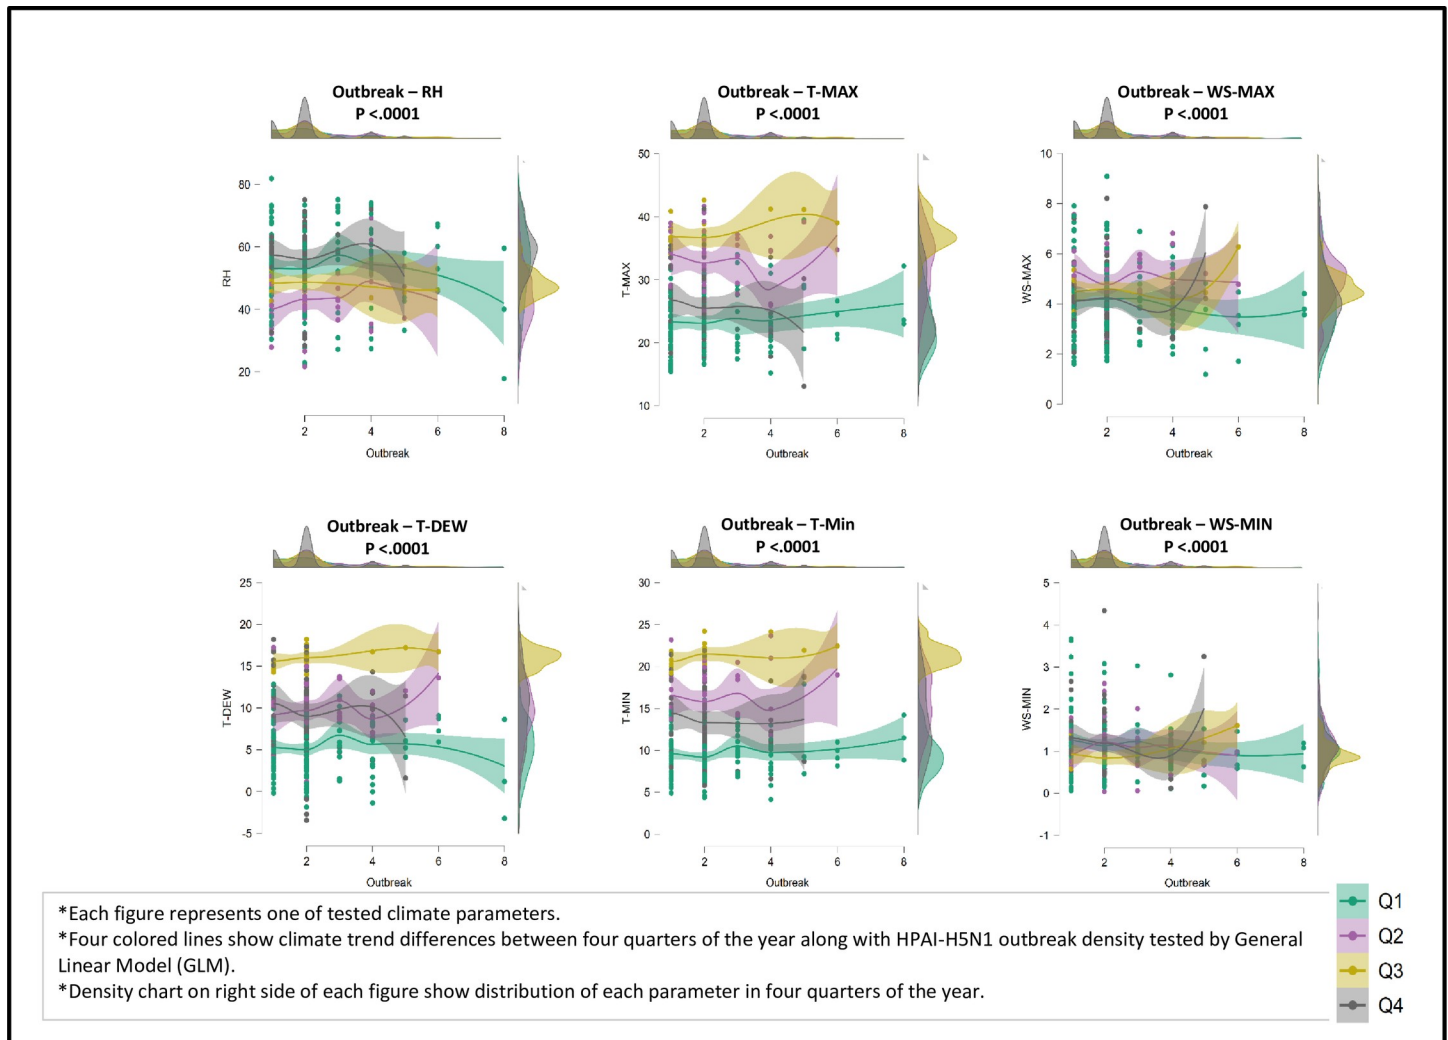 Outbreak – RH
P <.0001
80
60
40
20
RH
2 4 6 8
Outbreak
Outbreak – T-MAX
P <.0001
50
40
30
20
10
T-MAX
2 4 6 8
Outbreak
Outbreak – WS-MAX
P <.0001
10
8
6
4
2
0
WS-MAX
2 4 6 8
Outbreak
Outbreak – T-DEW
P <.0001
25
20
15
10
5
0
-5
T-DEW
2 4 6 8
Outbreak
Outbreak – T-Min
P <.0001
30
25
20
15
10
5
0
T-MIN
2 4 6 8
Outbreak
Outbreak – WS-MIN
P <.0001
5
4
3
2
1
0
-1
WS-MIN
2 4 6 8
Outbreak
*Each figure represents one of tested climate parameters.
*Four colored lines show climate trend differences between four quarters of the year along with HPAI-H5N1 outbreak density tested by General
Linear Model (GLM).
*Density chart on right side of each figure show distribution of each parameter in four quarters of the year.
Q1
Q2
Q3
Q4